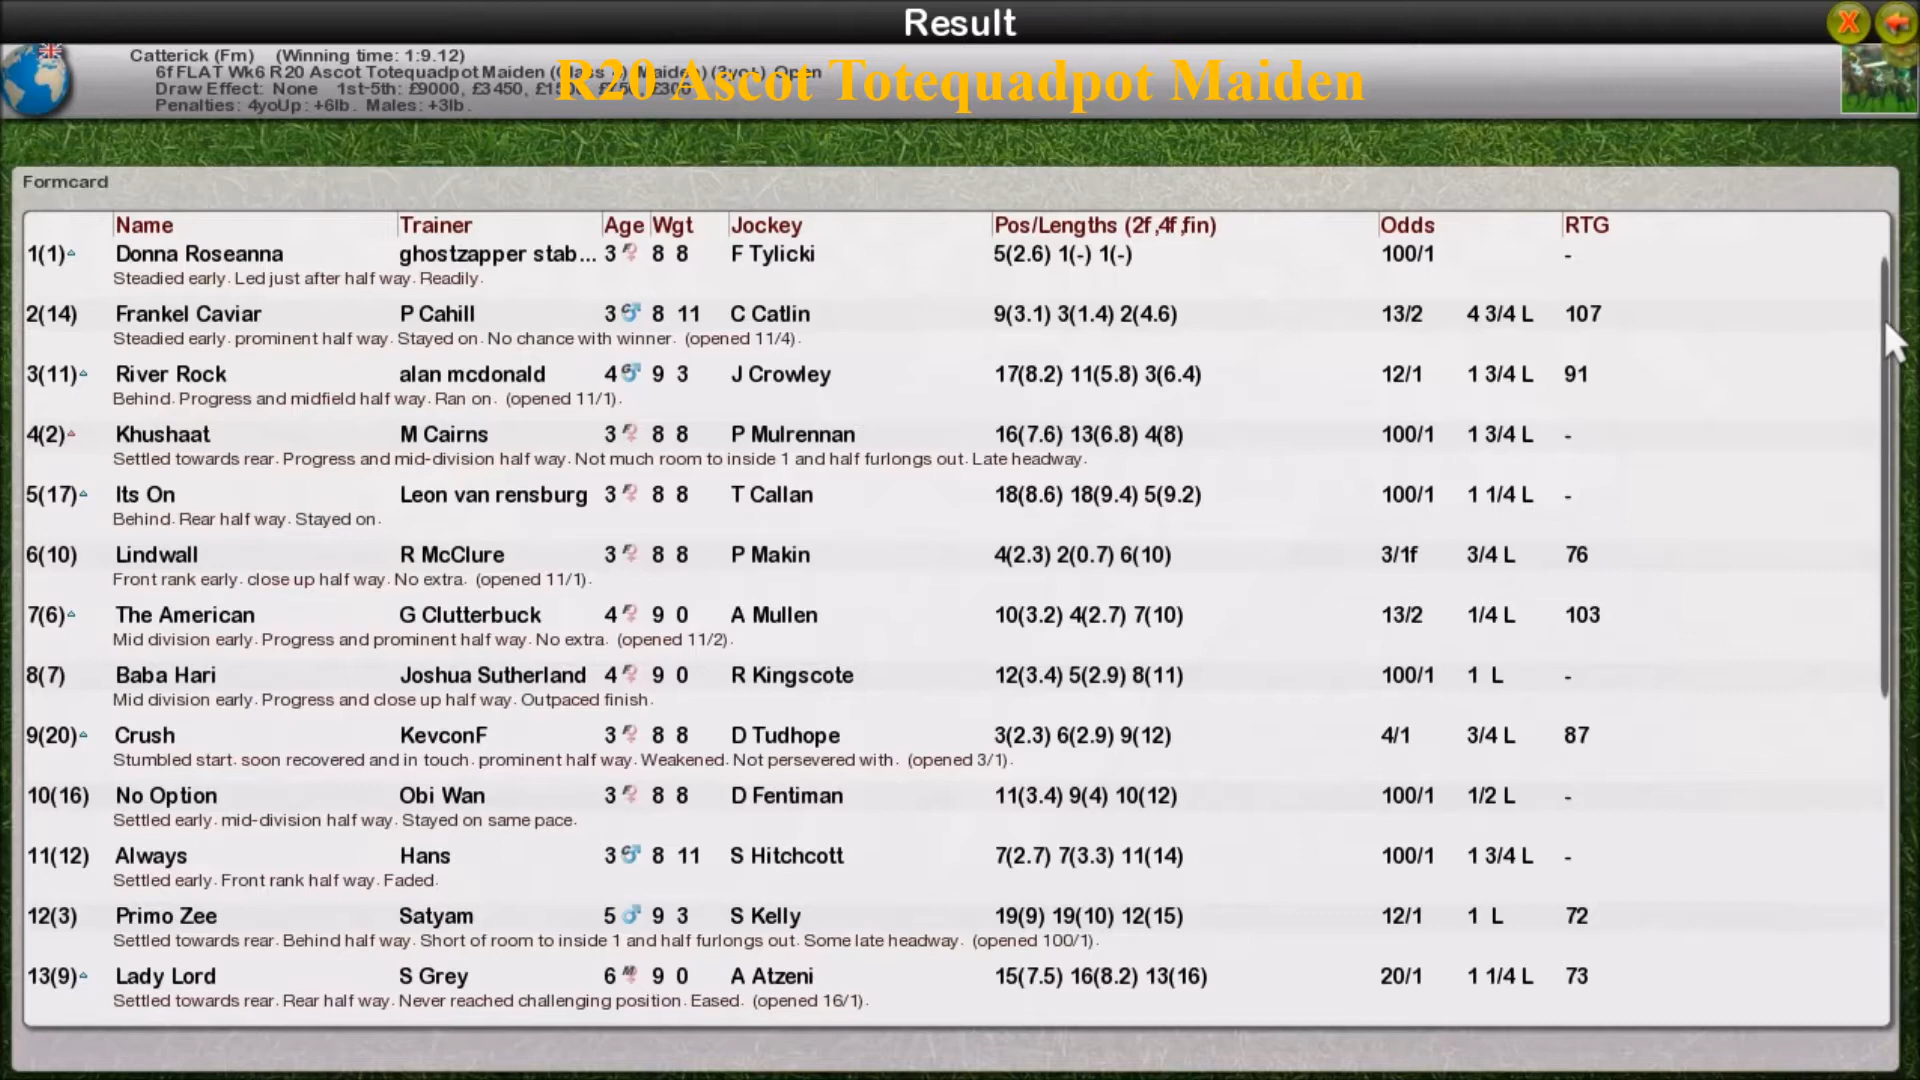 Result
X
Catterick (Fm) (Winning time: 1:9.12)
6f FLAT Wk6 R20 Ascot Totequadpot Maiden (Maiden) (3yo+) Open
R20 Ascot Totequadpot Maiden
Draw Effect: None 1st-5th: £9000, £3450,
Penalties: 4yoUp: +6lb. Males: +3lb.
Formcard
Name Trainer Age Wgt Jockey Pos/Lengths (2f,4f,fin) Odds RTG
1(1) Donna Roseanna ghostzapper stab... 3 8 8 F Tylicki 5(2.6) 1(-) 1(-) 100/1 -
Steadied early. Led just after half way. Readily.
2(14) Frankel Caviar P Cahill 3 8 11 C Catlin 9(3.1) 3(1.4) 2(4.6) 13/2 4 3/4 L 107
Steadied early. prominent half way. Stayed on. No chance with winner. (opened 11/4).
3(11) River Rock alan mcdonald 4 9 3 J Crowley 17(8.2) 11(5.8) 3(6.4) 12/1 1 3/4 L 91
Behind. Progress and midfield half way. Ran on. (opened 11/1).
4(2) Khushaat M Cairns 3 8 8 P Mulrennan 16(7.6) 13(6.8) 4(8) 100/1 1 3/4 L -
Settled towards rear. Progress and mid-division half way. Not much room to inside 1 and half furlongs out. Late headway.
5(17) Its On Leon van rensburg 3 8 8 T Callan 18(8.6) 18(9.4) 5(9.2) 100/1 1 1/4 L -
Behind. Rear half way. Stayed on.
6(10) Lindwall R McClure 3 8 8 P Makin 4(2.3) 2(0.7) 6(10) 3/1f 3/4 L 76
Front rank early. close up half way. No extra. (opened 11/1).
7(6) The American G Clutterbuck 4 9 0 A Mullen 10(3.2) 4(2.7) 7(10) 13/2 1/4 L 103
Mid division early. Progress and prominent half way. No extra. (opened 11/2).
8(7) Baba Hari Joshua Sutherland 4 9 0 R Kingscote 12(3.4) 5(2.9) 8(11) 100/1 1 L -
Mid division early. Progress and close up half way. Outpaced finish.
9(20) Crush KevconF 3 8 8 D Tudhope 3(2.3) 6(2.9) 9(12) 4/1 3/4 L 87
Stumbled start. soon recovered and in touch. prominent half way. Weakened. Not persevered with. (opened 3/1).
10(16) No Option Obi Wan 3 8 8 D Fentiman 11(3.4) 9(4) 10(12) 100/1 1/2 L -
Settled early. mid-division half way. Stayed on same pace.
11(12) Always Hans 3 8 11 S Hitchcott 7(2.7) 7(3.3) 11(14) 100/1 1 3/4 L -
Settled early. Front rank half way. Faded.
12(3) Primo Zee Satyam 5 9 3 S Kelly 19(9) 19(10) 12(15) 12/1 1 L 72
Settled towards rear. Behind half way. Short of room to inside 1 and half furlongs out. Some late headway. (opened 100/1).
13(9) Lady Lord S Grey 6 9 0 A Atzeni 15(7.5) 16(8.2) 13(16) 20/1 1 1/4 L 73
Settled towards rear. Rear half way. Never reached challenging position. Eased. (opened 16/1).